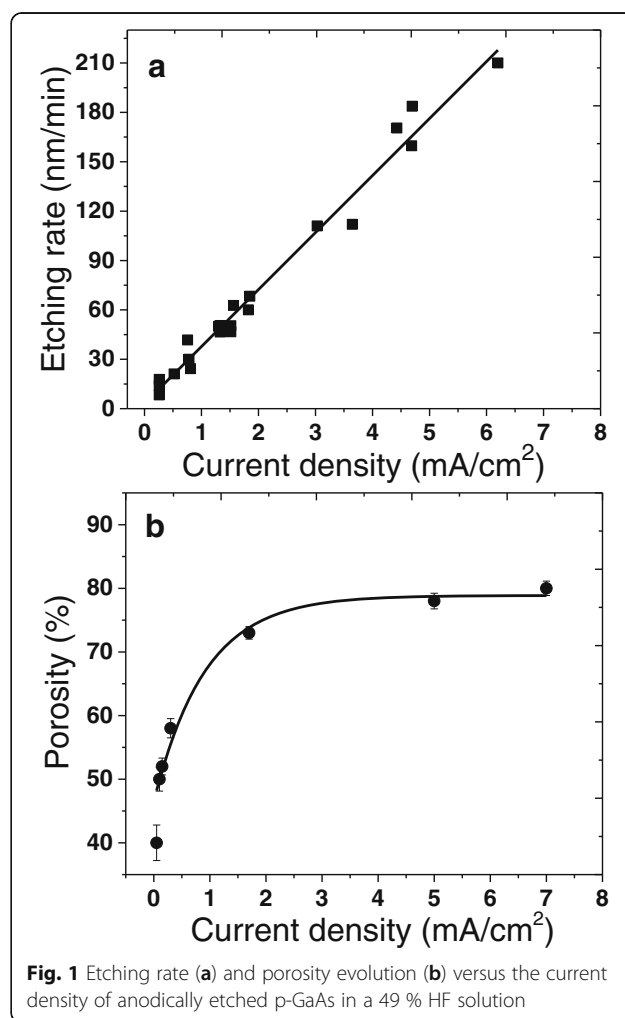 a
210
180
150
120
90
60
30
0
Etching rate (nm/min)
0 1 2 3 4 5 6 7 8
Current density (mA/cm²)
b
90
80
70
60
50
40
Porosity (%)
0 1 2 3 4 5 6 7 8
Current density (mA/cm²)
Fig. 1 Etching rate (a) and porosity evolution (b) versus the current
density of anodically etched p-GaAs in a 49 % HF solution